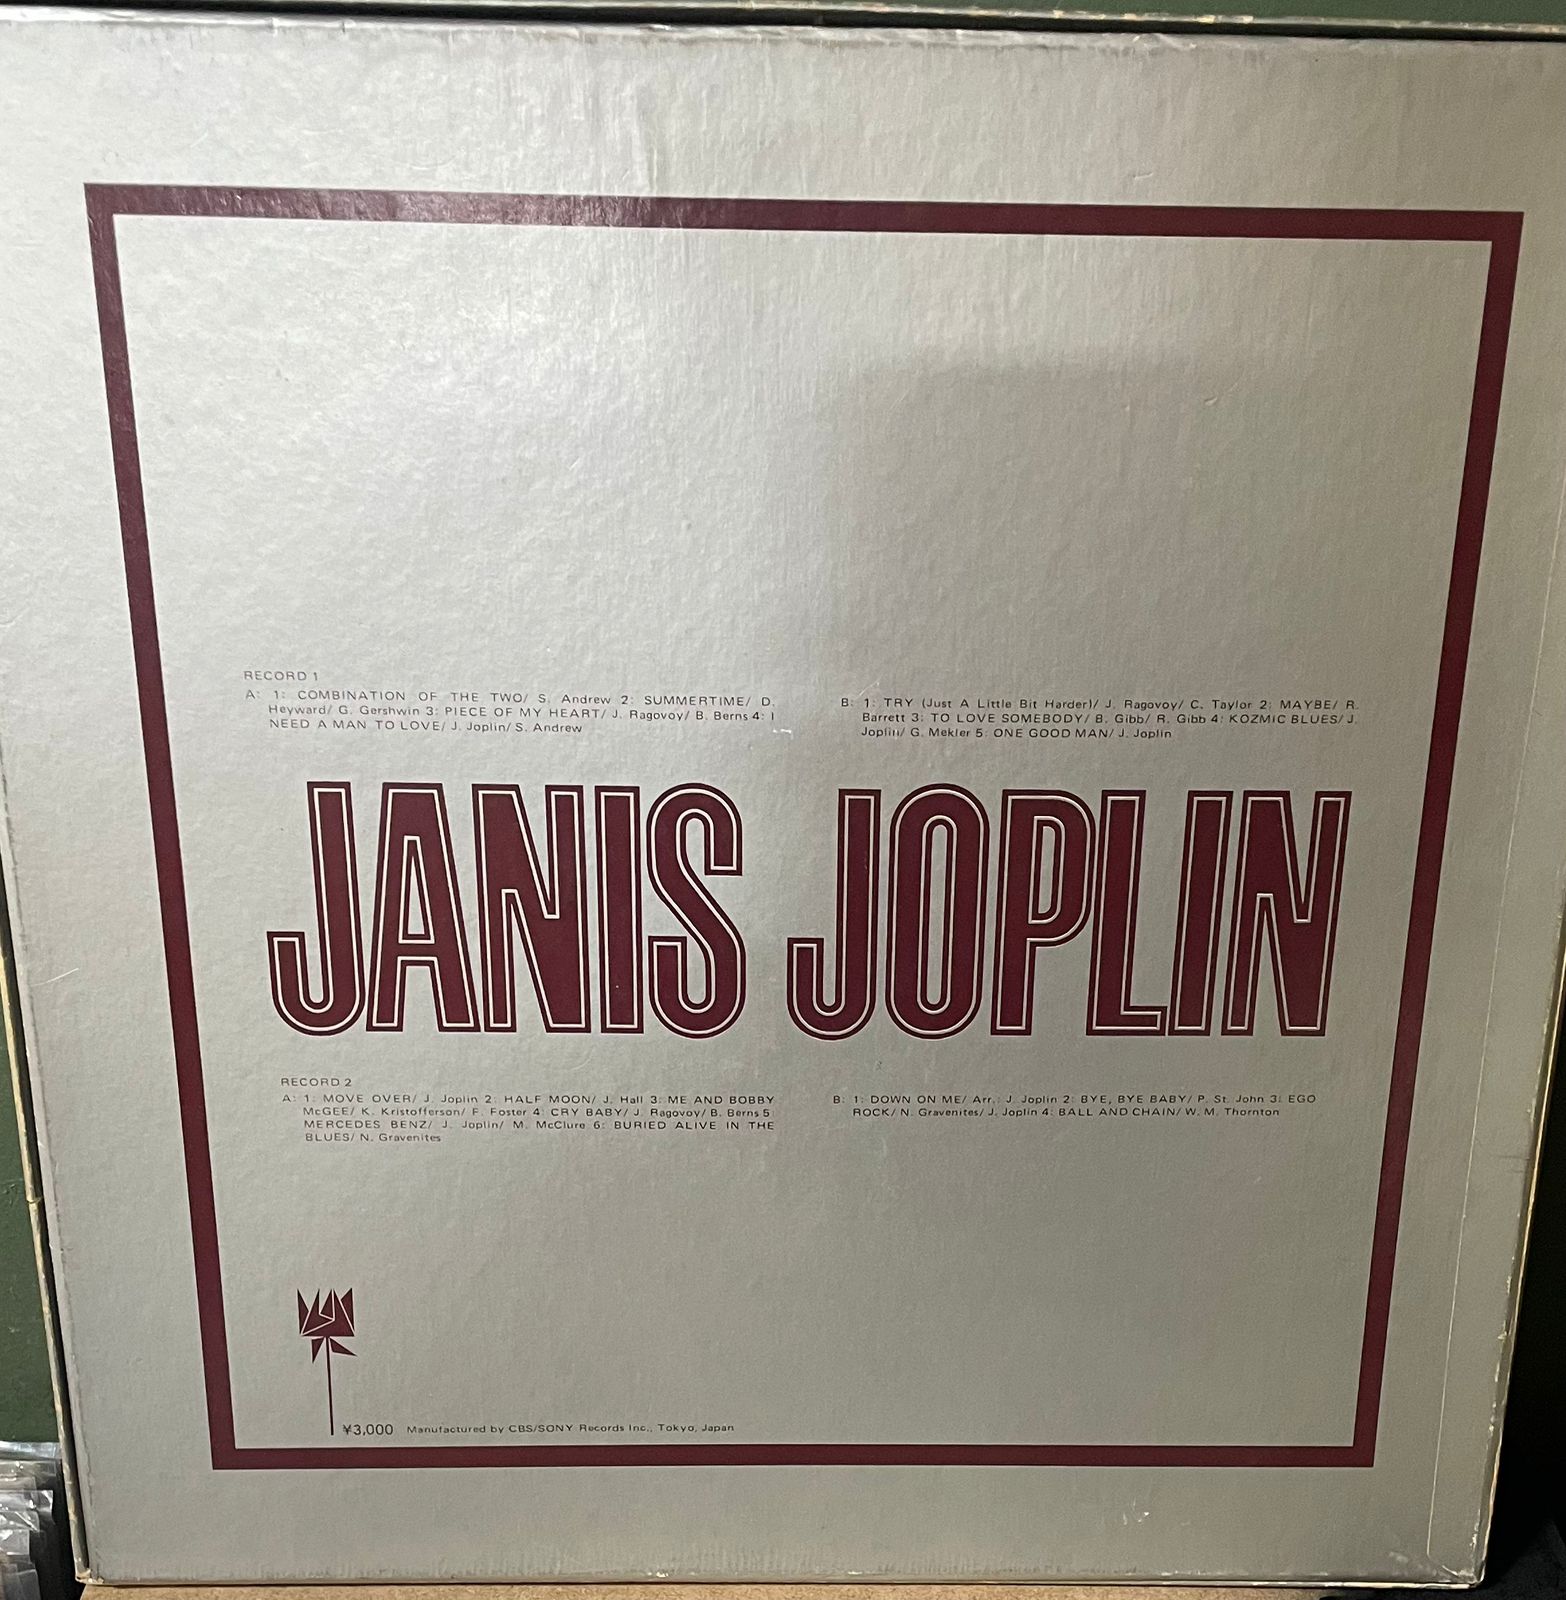 RECORD 1
A: 1: COMBINATION OF THE TWO/ S. Andrew 2: SUMMERTIME/ D.
Heyward/ G. Gershwin 3: PIECE OF MY HEART/ J. Ragovoy/ B. Berns 4: I
NEED A MAN TO LOVE/ J. Joplin/ S. Andrew
B: 1: TRY (Just A Little Bit Harder)/ J. Ragovoy/ C. Taylor 2: MAYBE/ R.
Barrett 3: TO LOVE SOMEBODY/ B. Gibb/ R. Gibb 4: KOZMIC BLUES/ J.
Joplin/ G. Mekler 5: ONE GOOD MAN/ J. Joplin
JANIS JOPLIN
RECORD 2
A: 1: MOVE OVER/ J. Joplin 2: HALF MOON/ J. Hall 3: ME AND BOBBY
McGEE/ K. Kristofferson/ F. Foster 4: CRY BABY/ J. Ragovoy/ B. Berns 5:
MERCEDES BENZ/ J. Joplin/ M. McClure 6: BURIED ALIVE IN THE
BLUES/ N. Gravenites
B: 1: DOWN ON ME/ Arr.: J. Joplin 2: BYE, BYE BABY/ P. St. John 3: EGO
ROCK/ N. Gravenites/ J. Joplin 4: BALL AND CHAIN/ W. M. Thornton
¥3,000 Manufactured by CBS/SONY Records Inc., Tokyo, Japan